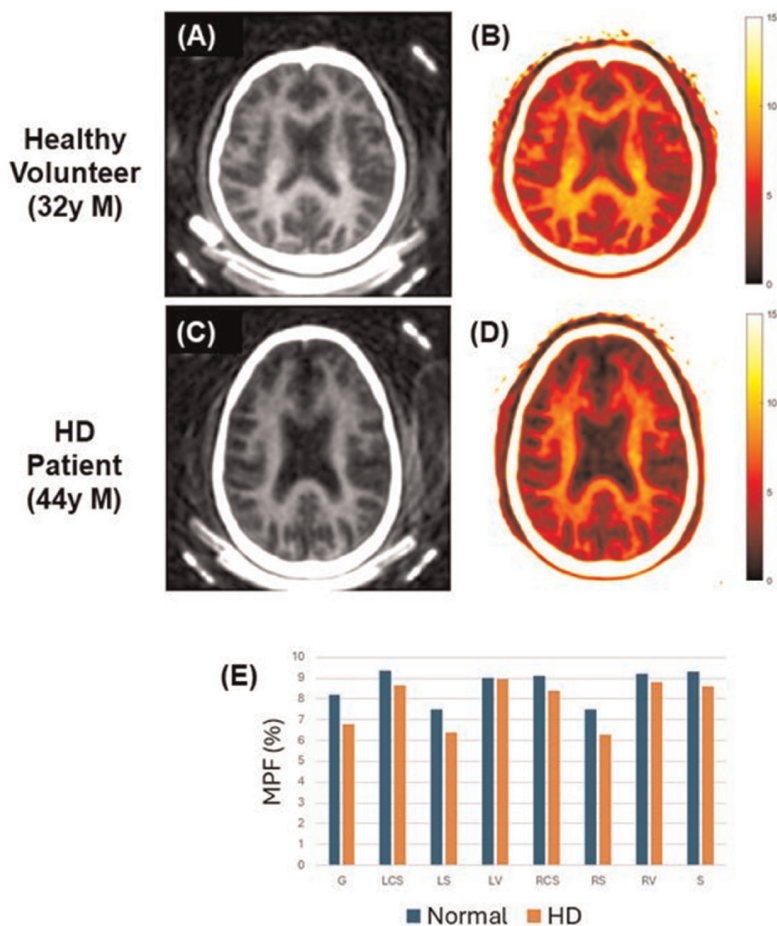 (A)
(B)
15
10
5
0
Healthy
Volunteer
(32y M)
(C)
(D)
15
10
5
0
HD
Patient
(44y M)
(E)
10
9
8
7
6
5
4
3
2
1
0
MPF (%)
G LCS LS LV RCS RS RV S
Normal HD